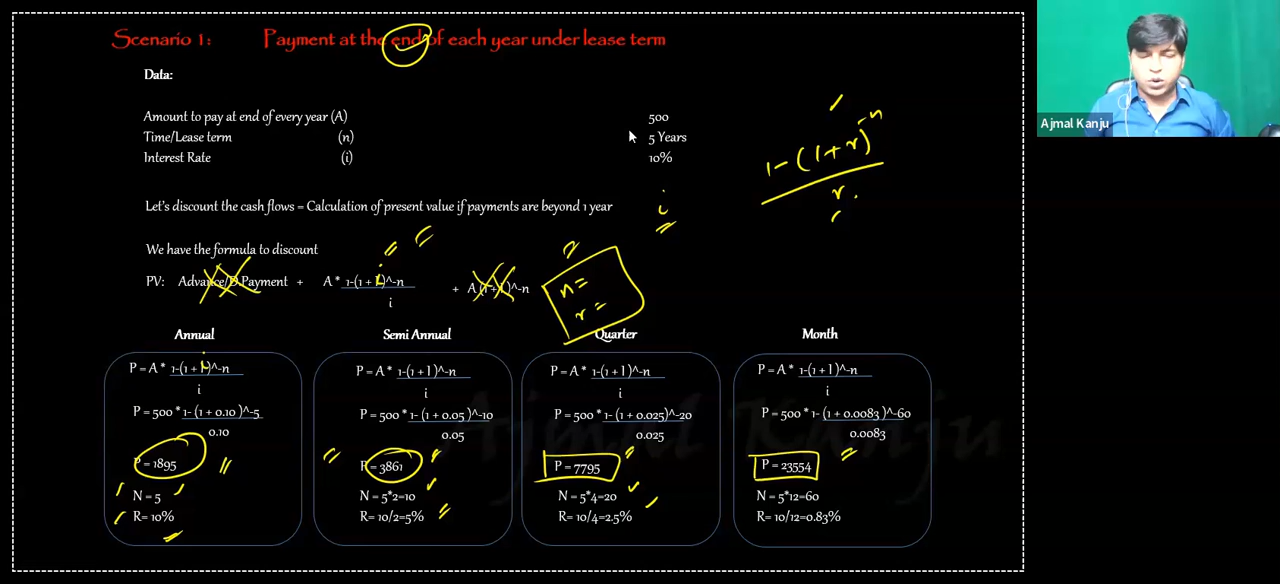 Scenario 1: Payment at the end of each year under lease term
Data:
Amount to pay at end of every year (A) 500
Time/Lease term (n) 5 Years
Interest Rate (i) 10%
Let's discount the cash flows = Calculation of present value if payments are beyond 1 year
i
We have the formula to discount
PV: Advance/D.Payment + A * 1-(1 + i)^-n + A (1+1)^-n
i
1-(1+r)^-n
r
n =
r =
Annual Semi Annual Quarter Month
P = A * 1-(1 + i)^-n
i
P = 500 * 1- (1 + 0.10 )^-5
0.10
P = 1895
N = 5
R= 10%
P = A * 1-(1 + 1 )^-n
i
P = 500 * 1- (1 + 0.05 )^-10
0.05
P = 3861
N = 5*2=10
R= 10/2=5%
P = A * 1-(1 + 1 )^-n
i
P = 500 * 1- (1 + 0.025 )^-20
0.025
P = 7795
N = 5*4=20
R= 10/4=2.5%
P = A * 1-(1 + 1 )^-n
i
P = 500 * 1- (1 + 0.0083 )^-60
0.0083
P = 23554
N = 5*12=60
R= 10/12=0.83%
Ajmal Kanju
Ajmal Kanju